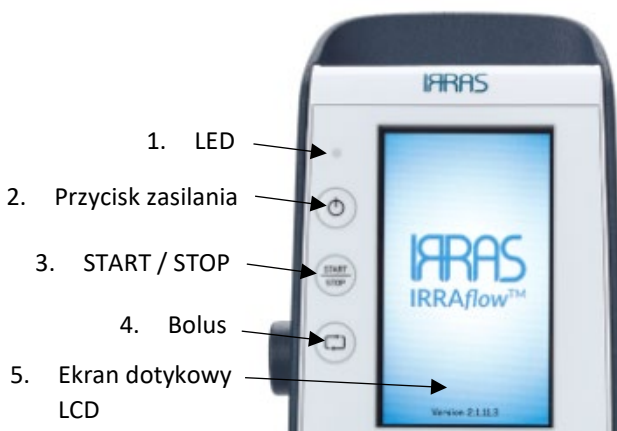 IRRAS
1. LED
2. Przycisk zasilania
3. START / STOP
START
STOP
4. Bolus
5. Ekran dotykowy
LCD
IRRAS
IRRAflow™
Version 2.1.11.3